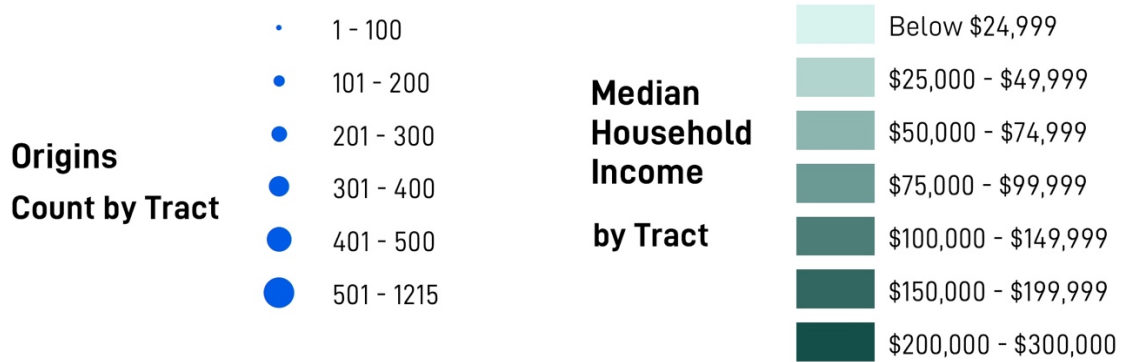 Origins
Count by Tract
1 - 100
101 - 200
201 - 300
301 - 400
401 - 500
501 - 1215
Median
Household
Income
by Tract
Below $24,999
$25,000 - $49,999
$50,000 - $74,999
$75,000 - $99,999
$100,000 - $149,999
$150,000 - $199,999
$200,000 - $300,000